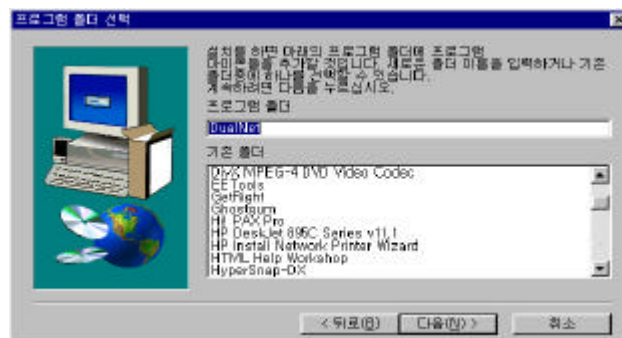 프로그램 폴더 선택
설치를 하면 아래의 프로그램 폴더에 프로그램
아이콘들을 추가할 것입니다. 새로운 폴더 이름을 입력하거나 기존
폴더중에 하나를 선택할 수 있습니다.
계속하려면 다음을 누르십시오.
프로그램 폴더
DualNet
기존 폴더
DivX MPEG-4 DVD Video Codec
EETools
GetRight
Ghostgum
HP DeskJet 895C Series v11.1
HP Install Network Printer Wizard
HTML Help Workshop
HyperSnap-DX
< 뒤로(B)
다음(N) >
취소